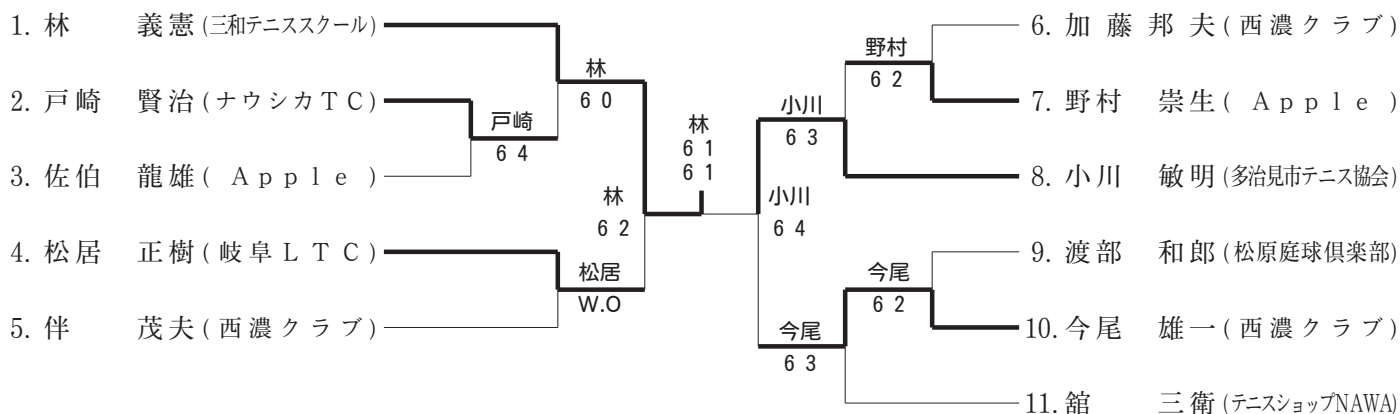 1. 林 義憲(三和テニススクール)
2. 戸崎 賢治(ナウシカTC)
3. 佐伯 龍雄(Apple)
4. 松居 正樹(岐阜LTC)
5. 伴 茂夫(西濃クラブ)
戸崎
6 4
林
6 0
松居
W.O
林
6 2
林
6 1
6 1
小川
6 4
小川
6 3
今尾
6 3
野村
6 2
今尾
6 2
6. 加藤邦夫(西濃クラブ)
7. 野村 崇生(Apple)
8. 小川 敏明(多治見市テニス協会)
9. 渡部 和郎(松原庭球倶楽部)
10. 今尾 雄一(西濃クラブ)
11. 舘 三衛(テニスショップNAWA)